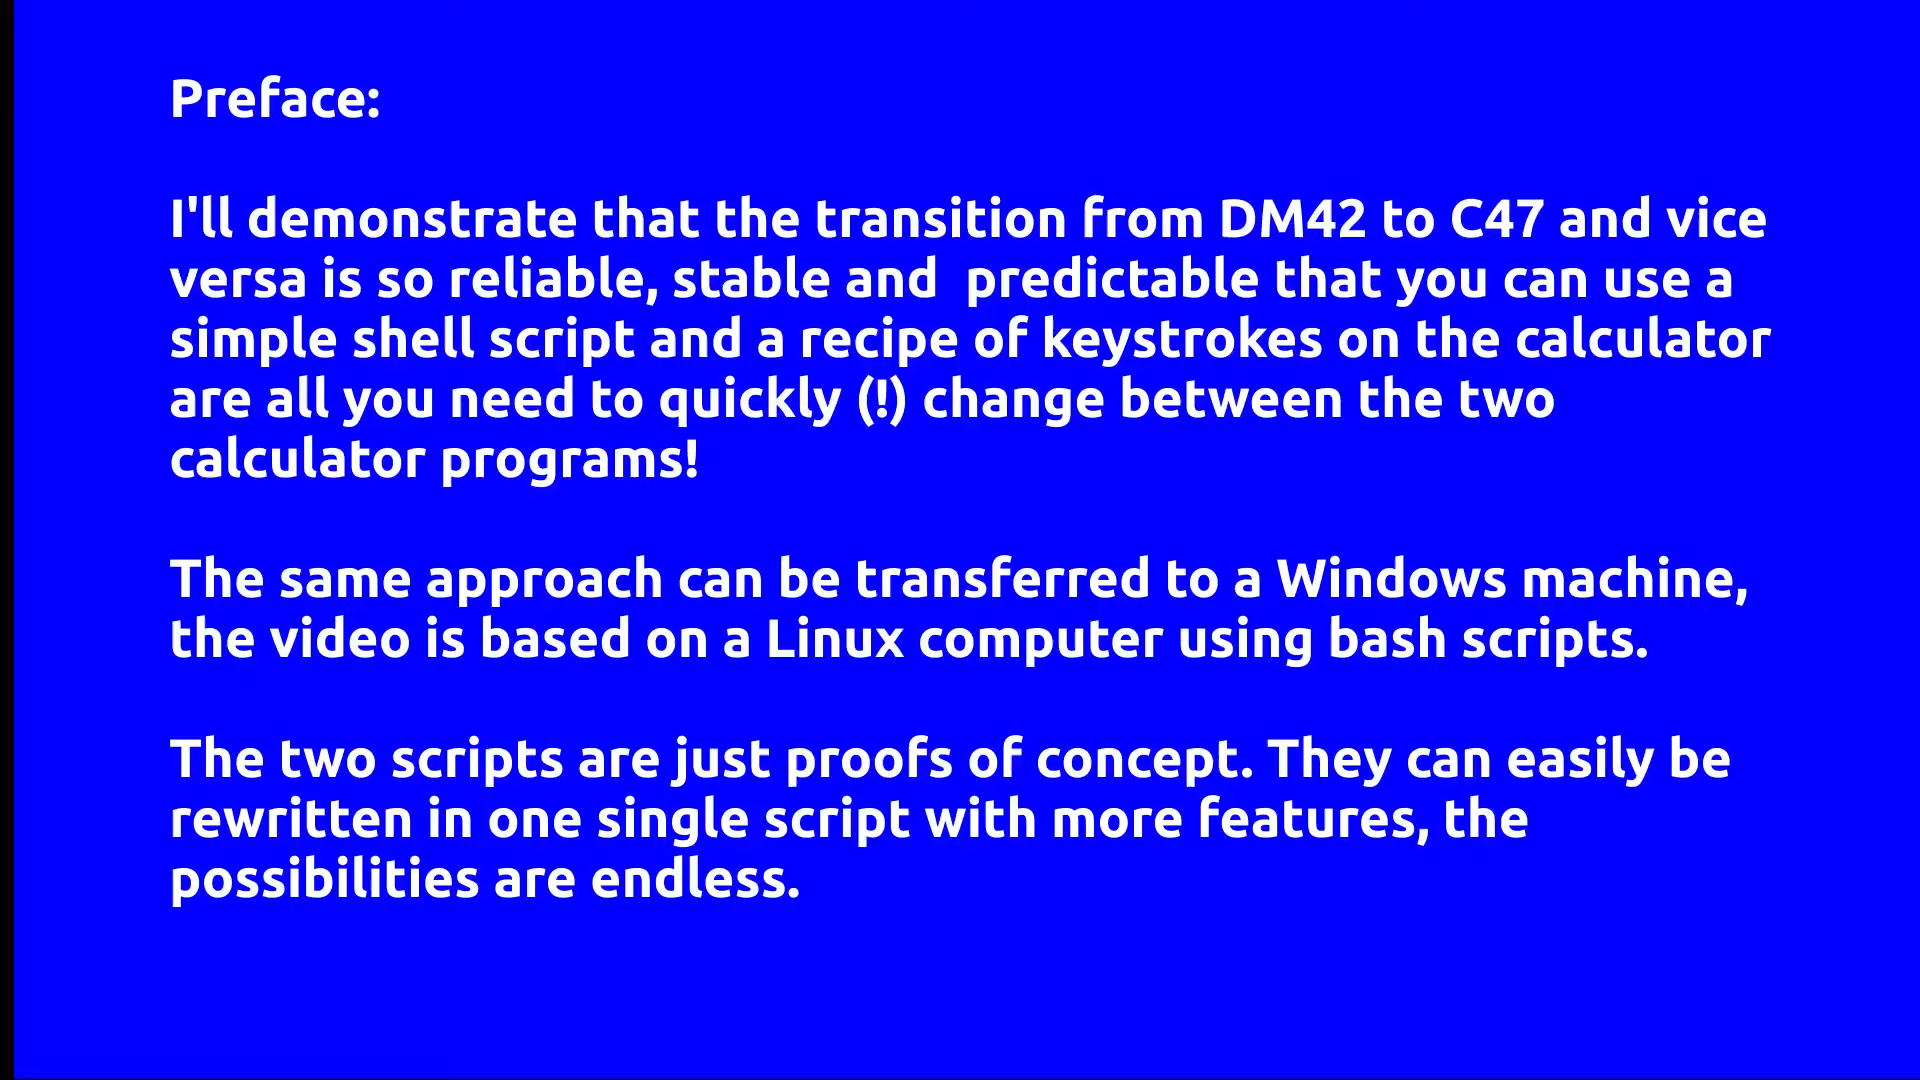 Preface:
I'll demonstrate that the transition from DM42 to C47 and vice
versa is so reliable, stable and  predictable that you can use a
simple shell script and a recipe of keystrokes on the calculator
are all you need to quickly (!) change between the two
calculator programs!
The same approach can be transferred to a Windows machine,
the video is based on a Linux computer using bash scripts.
The two scripts are just proofs of concept. They can easily be
rewritten in one single script with more features, the
possibilities are endless.